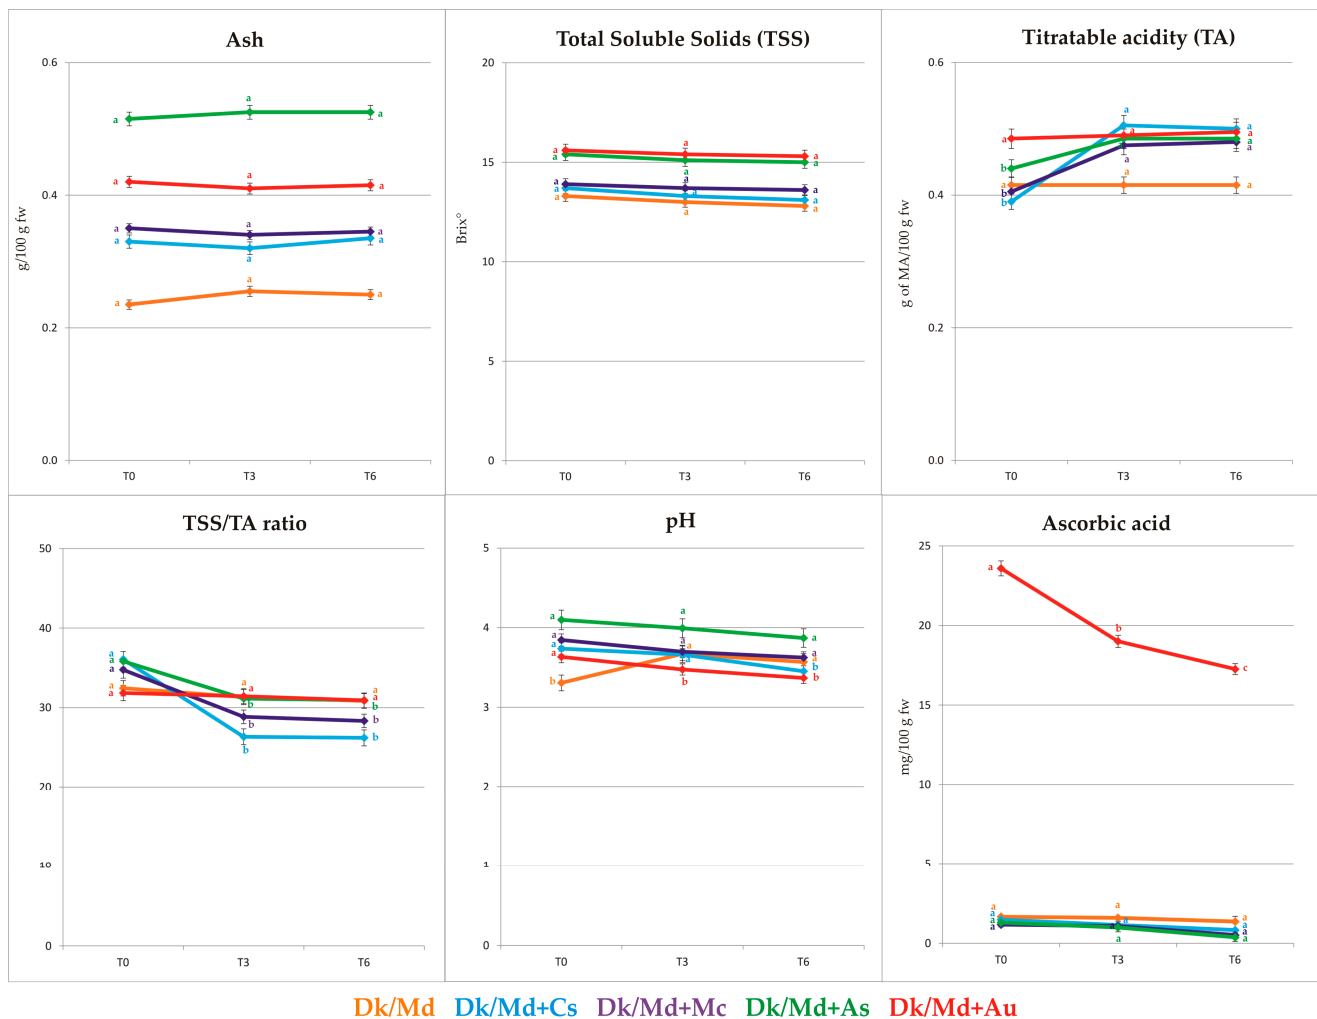 Ash
0.6
0.4
0.2
0.0
g/100 g fw
a a a
a a a
a a a
a a a
a a a
T0 T3 T6
Total Soluble Solids (TSS)
20
15
10
5
0
Brix°
a a a
a a a
a a a
a a a
a a a
T0 T3 T6
Titratable acidity (TA)
0.6
0.4
0.2
0.0
g of MA/100 g fw
a a
a a a
b a
a a a
b a a
b
T0 T3 T6
TSS/TA ratio
50
40
30
20
10
0
a a a
a a a
a b b
a b b
a b b
T0 T3 T6
pH
5
4
3
2
1
0
a a a
a a a
a a b
a b b
b a a
T0 T3 T6
Ascorbic acid
25
20
15
10
5
0
mg/100 g fw
a b c
a a a
a a a
a a
a a a
T0 T3 T6
Dk/Md Dk/Md+Cs Dk/Md+Mc Dk/Md+As Dk/Md+Au